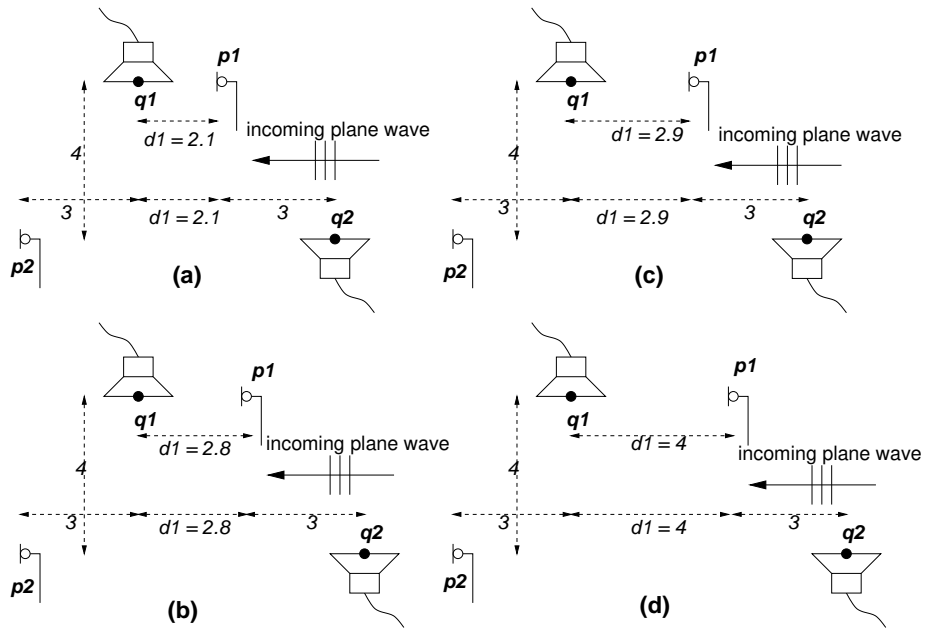 p1
q1
d1 = 2.1
incoming plane wave
4
3
d1 = 2.1
3
q2
p2
(a)
p1
q1
d1 = 2.9
incoming plane wave
4
3
d1 = 2.9
3
q2
p2
(c)
p1
q1
d1 = 2.8
incoming plane wave
4
3
d1 = 2.8
3
q2
p2
(b)
p1
q1
d1 = 4
incoming plane wave
4
3
d1 = 4
3
q2
p2
(d)